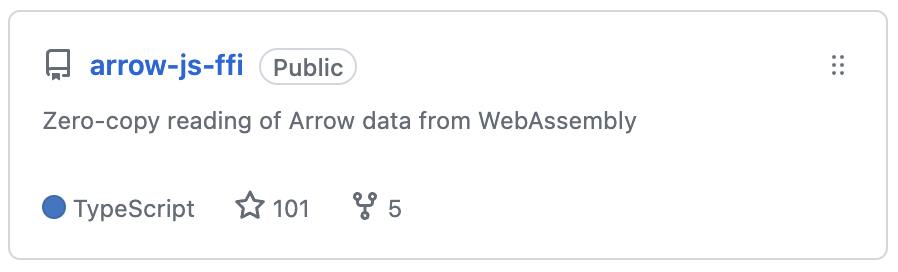 arrow-js-ffi Public
Zero-copy reading of Arrow data from WebAssembly
TypeScript 101 5